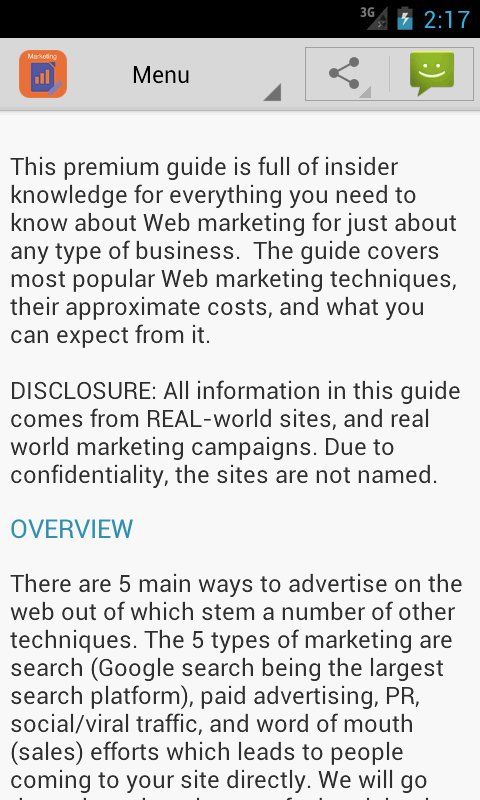 3G 2:17
Marketing
Menu
This premium guide is full of insider
knowledge for everything you need to
know about Web marketing for just about
any type of business.  The guide covers
most popular Web marketing techniques,
their approximate costs, and what you
can expect from it.
DISCLOSURE: All information in this guide
comes from REAL-world sites, and real
world marketing campaigns. Due to
confidentiality, the sites are not named.
OVERVIEW
There are 5 main ways to advertise on the
web out of which stem a number of other
techniques. The 5 types of marketing are
search (Google search being the largest
search platform), paid advertising, PR,
social/viral traffic, and word of mouth
(sales) efforts which leads to people
coming to your site directly. We will go